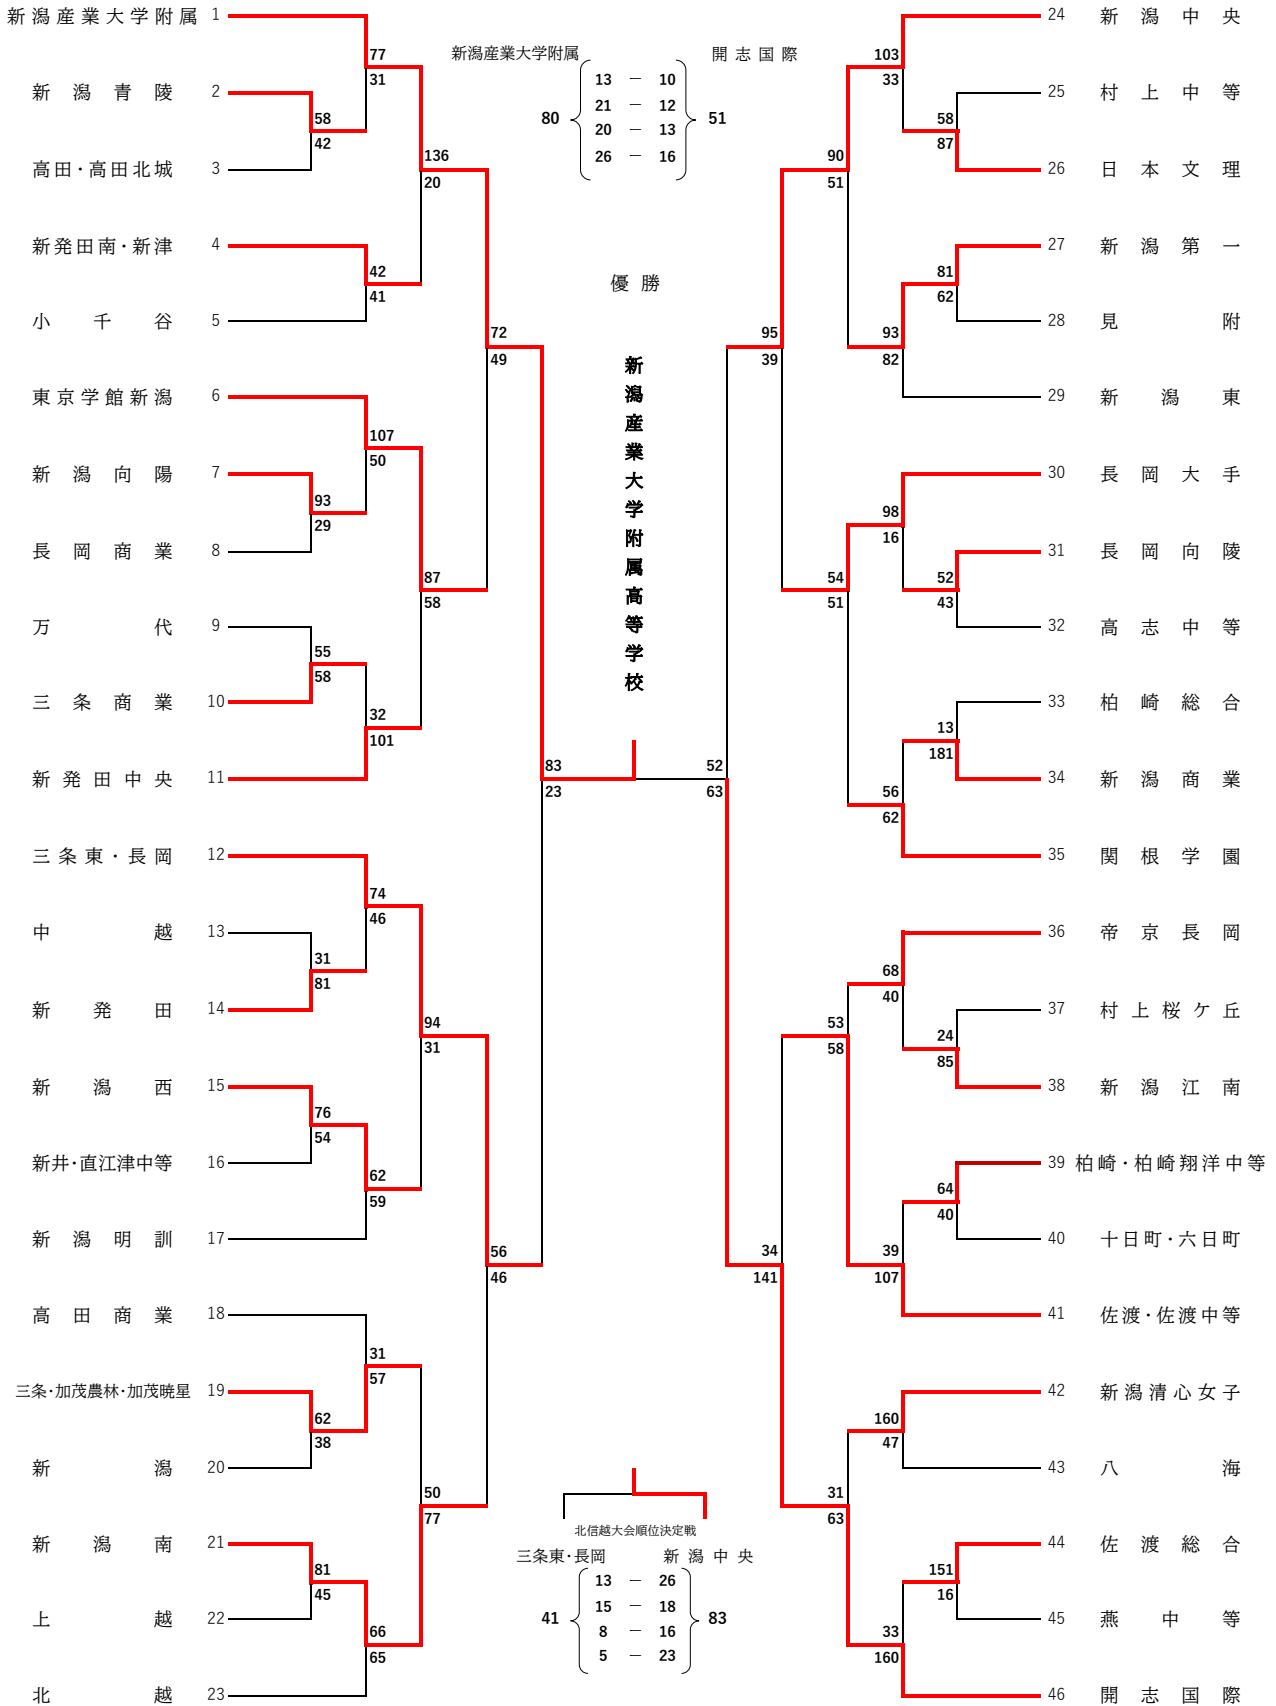 新潟産業大学附属 1
新潟青陵 2
高田・高田北城 3
新発田南・新津 4
小千谷 5
東京学館新潟 6
新潟向陽 7
長岡商業 8
万代 9
三条商業 10
新発田中央 11
三条東・長岡 12
中越 13
新発田 14
新潟西 15
新井・直江津中等 16
新潟明訓 17
高田商業 18
三条・加茂農林・加茂暁星 19
新潟 20
新潟南 21
上越 22
北越 23
77
31
58
42
136
20
42
41
72
49
107
50
93
29
87
58
55
58
32
101
83
23
74
46
31
81
94
31
76
54
62
59
56
46
31
57
62
38
50
77
81
45
66
65
新潟産業大学附属 開志国際
13 － 10
21 － 12
80 51
20 － 13
26 － 16
優勝
新潟産業大学附属高等学校
北信越大会順位決定戦
三条東・長岡 新潟中央
13 － 26
15 － 18
41 83
8 － 16
5 － 23
103
33
58
87
90
51
81
62
95
39
93
82
98
16
54
51
52
43
13
181
52
63
56
62
68
40
53
58
24
85
64
40
39
107
34
141
160
47
31
63
151
16
33
160
24 新潟中央
25 村上中等
26 日本文理
27 新潟第一
28 見附
29 新潟東
30 長岡大手
31 長岡向陵
32 高志中等
33 柏崎総合
34 新潟商業
35 関根学園
36 帝京長岡
37 村上桜ケ丘
38 新潟江南
39 柏崎・柏崎翔洋中等
40 十日町・六日町
41 佐渡・佐渡中等
42 新潟清心女子
43 八海
44 佐渡総合
45 燕中等
46 開志国際